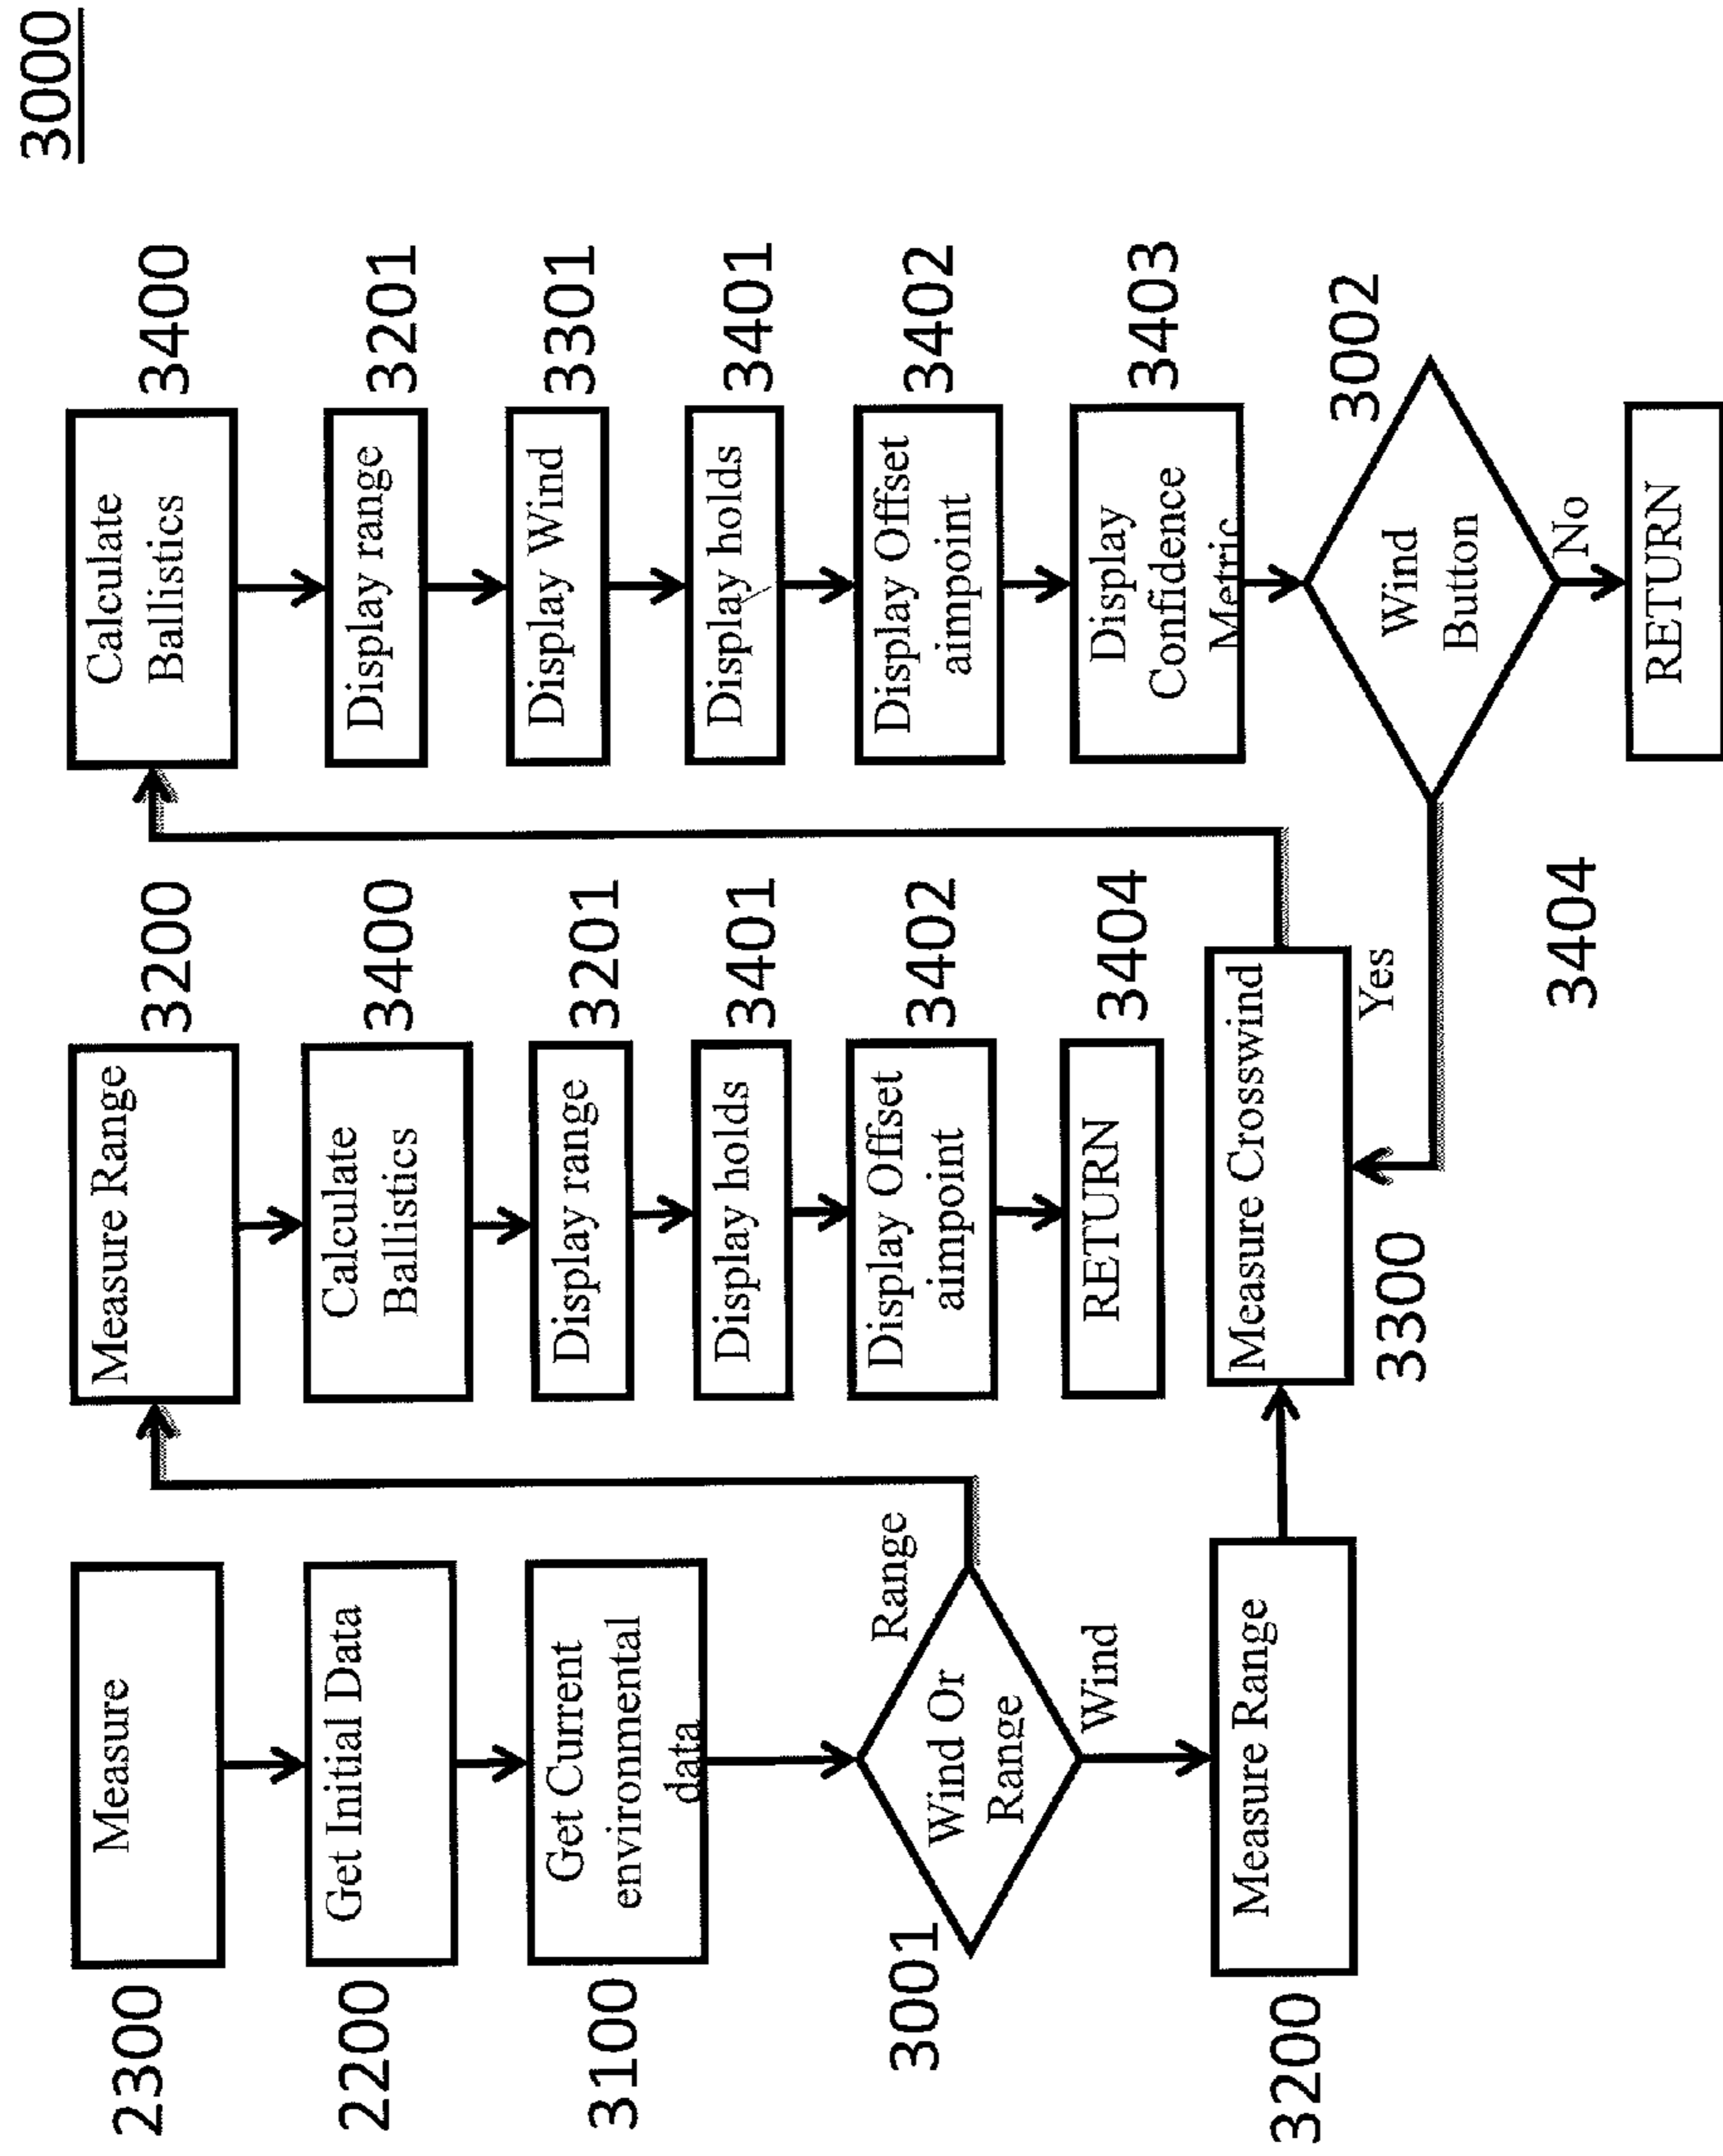 3000
2300
Measure
2200
Get Initial Data
3100
Get Current
environmental
data
3001
Wind Or
Range
Range
Wind
3200
Measure Range
Measure Range
3200
Calculate
Ballistics
3400
Display range
3201
Display holds
3401
Display Offset
aimpoint
3402
RETURN
3404
Measure Crosswind
3300
Yes
Calculate
Ballistics
3400
Display range
3201
Display Wind
3301
Display holds
3401
Display Offset
aimpoint
3402
Display
Confidence
Metric
3403
Wind
Button
3002
No
RETURN
3404